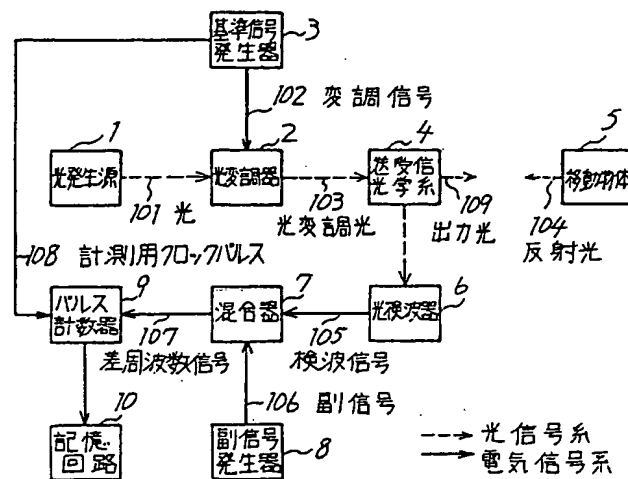 基準信号
発生器
3
102 変調信号
1
2
4
5
光発生源
光変調器
送受信
光学系
移動物体
101 光
103
光変調光
109
出力光
104
反射光
108 計測用クロックパルス
9
7
6
パルス
計数器
混合器
光検波器
107
差周波数信号
105
検波信号
10
106 副信号
記憶
回路
副信号
発生器
8
光信号系
電気信号系